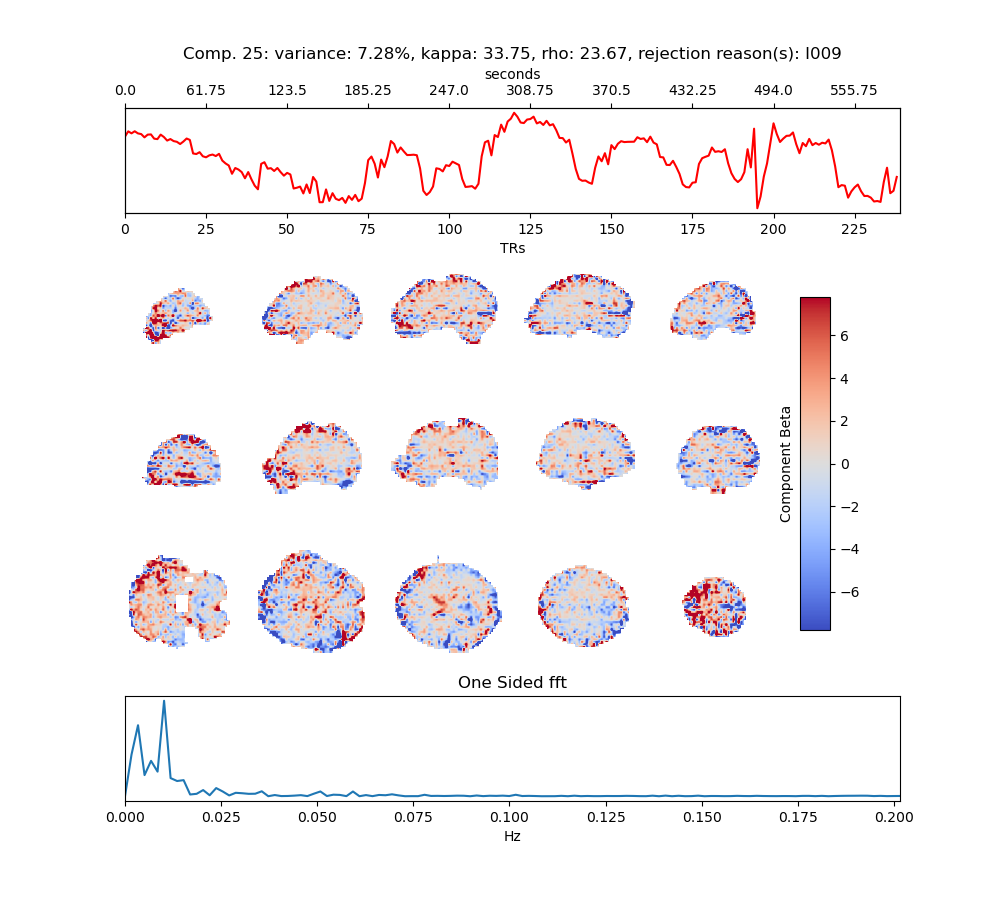 Comp. 25: variance: 7.28%, kappa: 33.75, rho: 23.67, rejection reason(s): I009
seconds
0.0 61.75 123.5 185.25 247.0 308.75 370.5 432.25 494.0 555.75
0 25 50 75 100 125 150 175 200 225
TRs
6
4
2
0
−2
−4
−6
Component Beta
One Sided fft
0.000 0.025 0.050 0.075 0.100 0.125 0.150 0.175 0.200
Hz